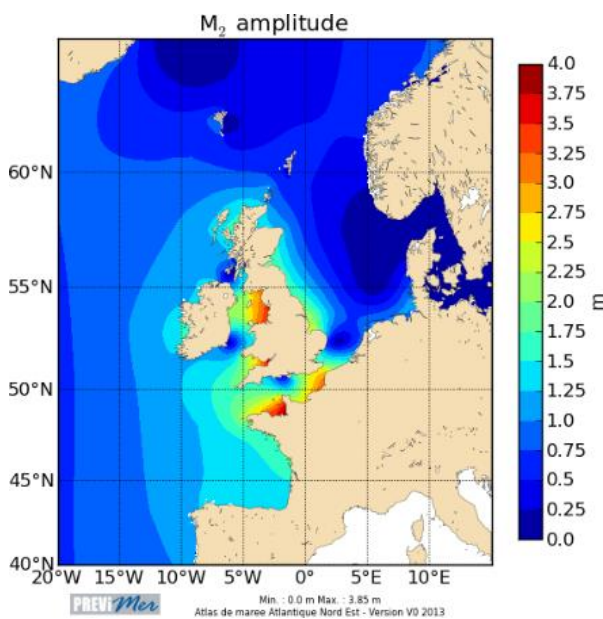 M₂ amplitude
4.0
3.75
3.5
3.25
3.0
2.75
2.5
2.25
2.0
1.75
1.5
1.25
1.0
0.75
0.5
0.25
0.0
m
60°N
55°N
50°N
45°N
40°N
20°W 15°W 10°W 5°W 0°E 5°E 10°E
PREVIMER
Min. : 0.0 m Max. : 3.85 m
Atlas de maree Atlantique Nord Est - Version V0 2013